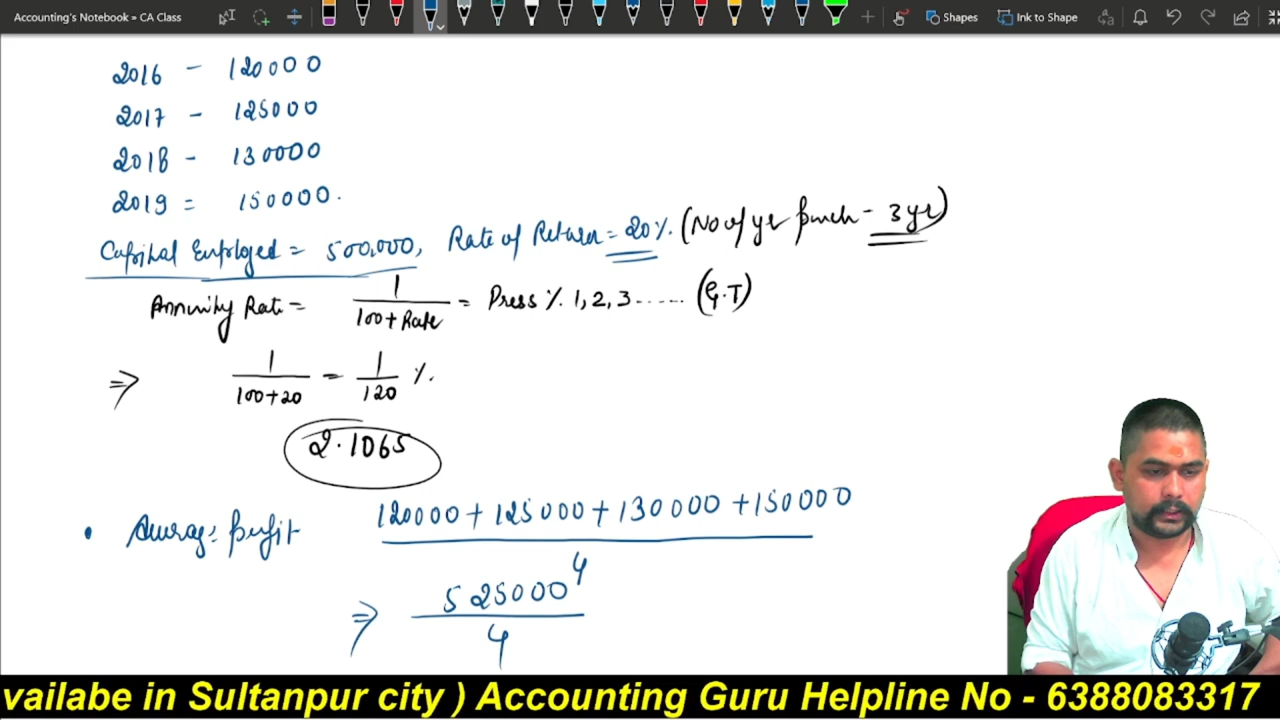 Accounting's Notebook » CA Class
Shapes
Ink to Shape
2016 - 120000
2017 - 125000
2018 - 130000
2019 = 150000.
Capital Employed = 500,000, Rate of Return = 20%. (No of yr purch - 3 yr)
Annuity Rate = 1/100+Rate = Press %. 1, 2, 3 ...... (G.T)
⇒ 1/100+20 = 1/120 %.
2.1065
• Average profit 120000 + 125000 + 130000 + 150000
4
⇒ 525000/4
vailabe in Sultanpur city ) Accounting Guru Helpline No - 6388083317